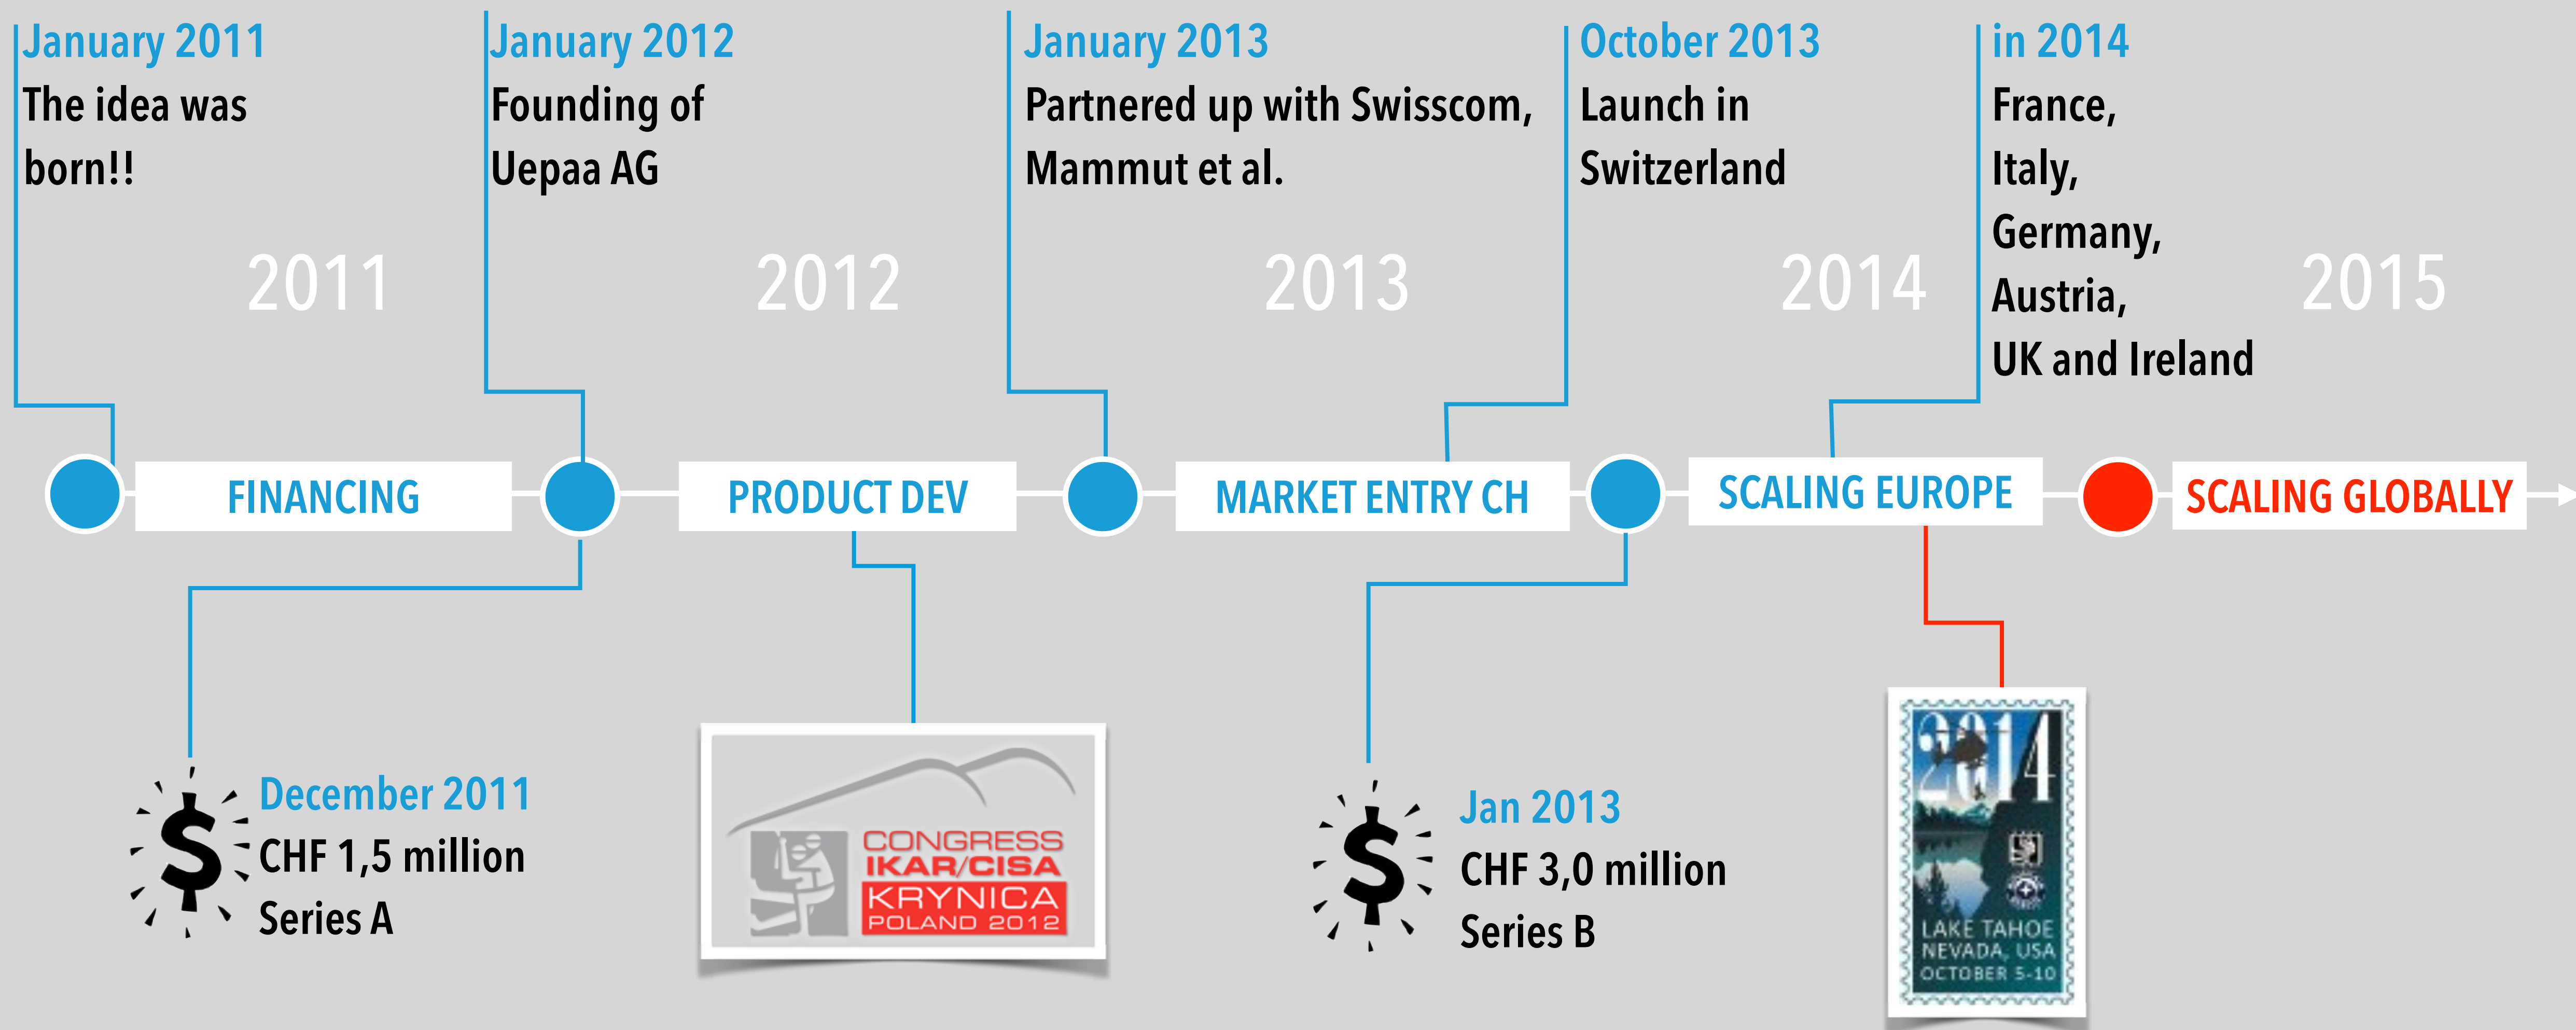 January 2011
The idea was
born!!
January 2012
Founding of
Uepaa AG
January 2013
Partnered up with Swisscom,
Mammut et al.
October 2013
Launch in
Switzerland
in 2014
France,
Italy,
Germany,
Austria,
UK and Ireland
2011
2012
2013
2014
2015
FINANCING
PRODUCT DEV
MARKET ENTRY CH
SCALING EUROPE
SCALING GLOBALLY
$
December 2011
CHF 1,5 million
Series A
CONGRESS
IKAR/CISA
KRYNICA
POLAND 2012
$
Jan 2013
CHF 3,0 million
Series B
2014
LAKE TAHOE
NEVADA, USA
OCTOBER 5-10